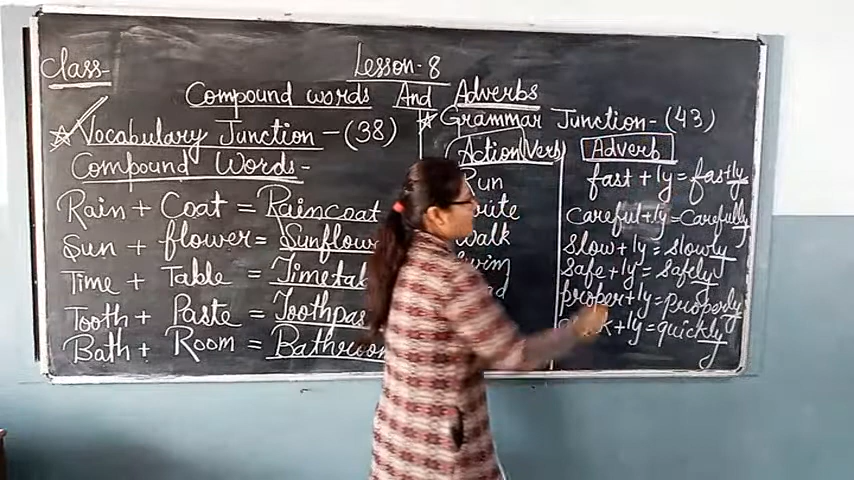 Class-
Lesson-8
Compound words And Adverbs
Vocabulary Junction-(38)
Compound Words-
Rain + Coat = Raincoat
Sun + flower = Sunflow
Time + Table = Timetab
Tooth + Paste = Toothpas
Bath + Room = Bathroom
Grammar Junction-(43)
Action Verb
Run
Walk
Adverb
fast + ly = fastly
Careful+ly = Carefully
Slow+ly = slowly
Safe+ly = Safely
proper+ly = properly
+ly = quickly